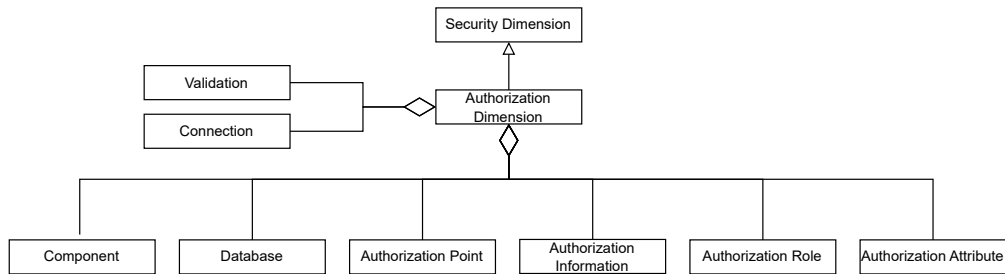 Security Dimension
Validation
Authorization
Dimension
Connection
Component
Database
Authorization Point
Authorization
Information
Authorization Role
Authorization Attribute